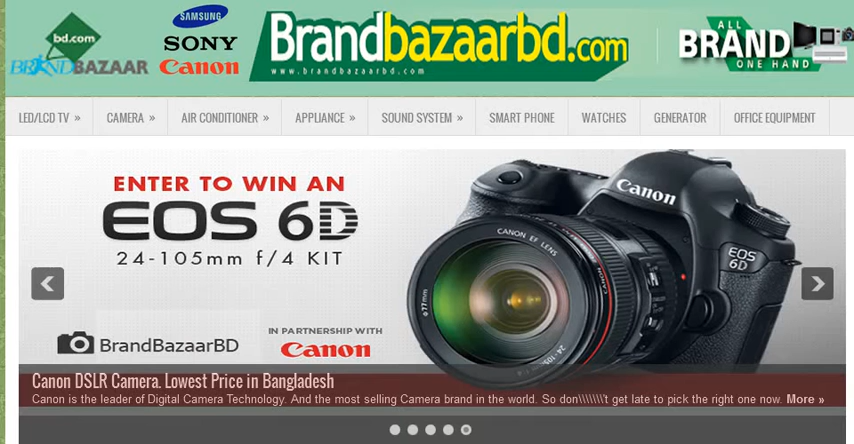 bd.com
BRANDBAZAAR
SAMSUNG
SONY
Canon
Brandbazaarbd.com
www.brandbazaarbd.com
ALL
BRAND
ONE HAND
LED/LCD TV » CAMERA » AIR CONDITIONER » APPLIANCE » SOUND SYSTEM » SMART PHONE WATCHES GENERATOR OFFICE EQUIPMENT
ENTER TO WIN AN
EOS 6D
24-105mm f/4 KIT
BrandBazaarBD
IN PARTNERSHIP WITH
Canon
Canon
CANON EF LENS
EOS
6D
Ø77mm
Canon DSLR Camera. Lowest Price in Bangladesh
Canon is the leader of Digital Camera Technology. And the most selling Camera brand in the world. So don\\\\\\\'t get late to pick the right one now. More »